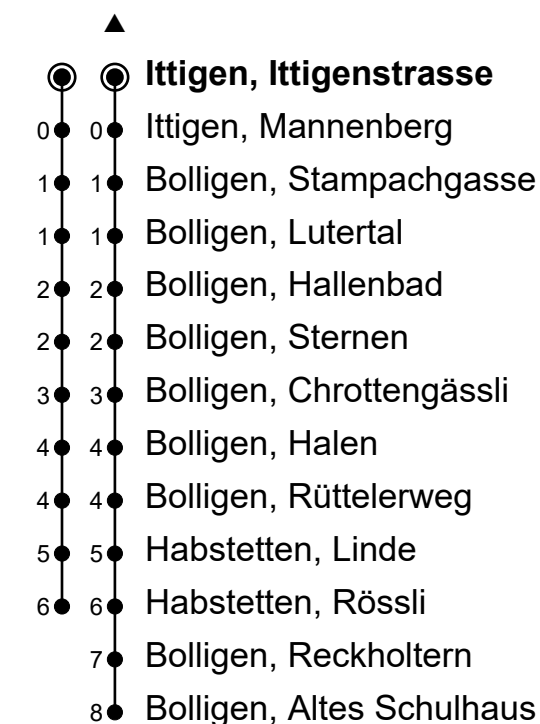 Ittigen, Ittigenstrasse
0 0 Ittigen, Mannenberg
1 1 Bolligen, Stampachgasse
1 1 Bolligen, Lutertal
2 2 Bolligen, Hallenbad
2 2 Bolligen, Sternen
3 3 Bolligen, Chrottengässli
4 4 Bolligen, Halen
4 4 Bolligen, Rüttelerweg
5 5 Habstetten, Linde
6 6 Habstetten, Rössli
7 Bolligen, Reckholtern
8 Bolligen, Altes Schulhaus